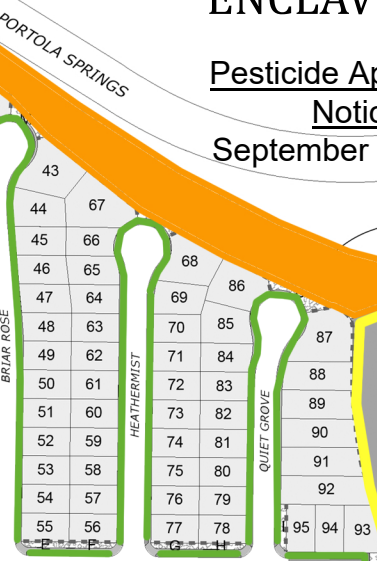 ENCLAV
PORTOLA SPRINGS
Pesticide Ap
Notic
September
43
44 67
45 66
46 65
47 64
48 63
49 62
50 61
51 60
52 59
53 58
54 57
55 56
E F
BRIAR ROSE
HEATHERMIST
68
69 86
70 85
71 84
72 83
73 82
74 81
75 80
76 79
77 78
G H
QUIET GROVE
87
88
89
90
91
92
95 94 93